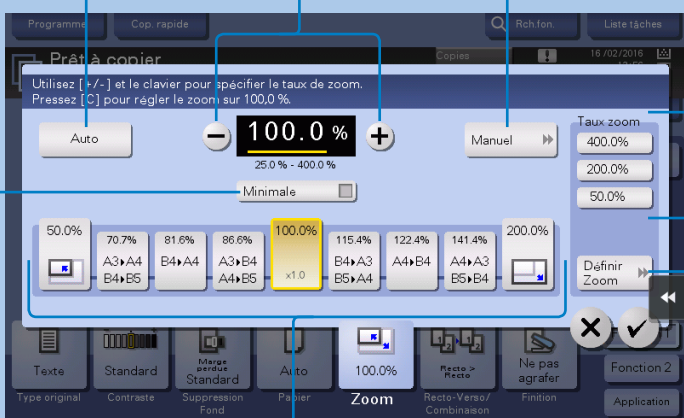 Programme
Cop. rapide
Rch fon.
Liste tâches
Prêt à copier
Copies
16/02/2016
Utilisez [+/-] et le clavier pour spécifier le taux de zoom.
Pressez [C] pour régler le zoom sur 100,0 %.
Auto
100.0 %
25.0 % - 400.0 %
Manuel
Taux zoom
400.0%
200.0%
50.0%
Minimale
50.0%
70.7%
A3▸A4
B4▸B5
81.6%
B4▸A4
86.6%
A3▸B4
A4▸B5
100.0%
x1.0
115.4%
B4▸A3
B5▸A4
122.4%
A4▸B4
141.4%
A4▸A3
B5▸B4
200.0%
Définir
Zoom
Texte
Type original
Standard
Contraste
Marge
perdue
Standard
Suppression
Fond
Auto
Papier
100.0%
Zoom
Recto >
Recto
Recto-Verso/
Combinaison
Ne pas
agrafer
Finition
Fonction 2
Application